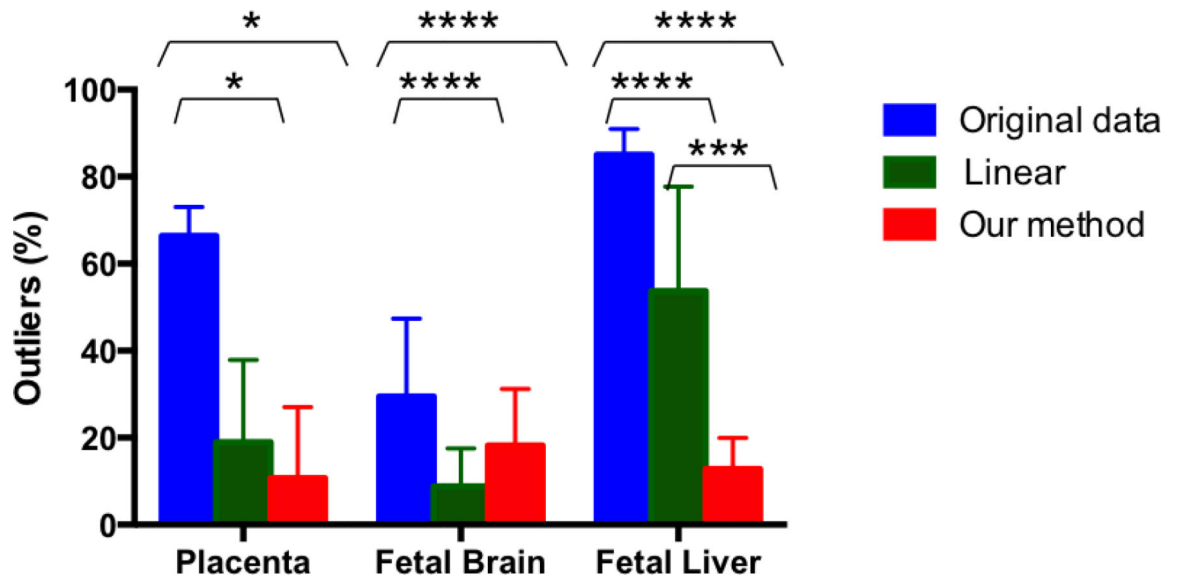 * **** ****
* **** ****
***
100
80
60
40
20
0
Outliers (%)
Placenta Fetal Brain Fetal Liver
Original data
Linear
Our method